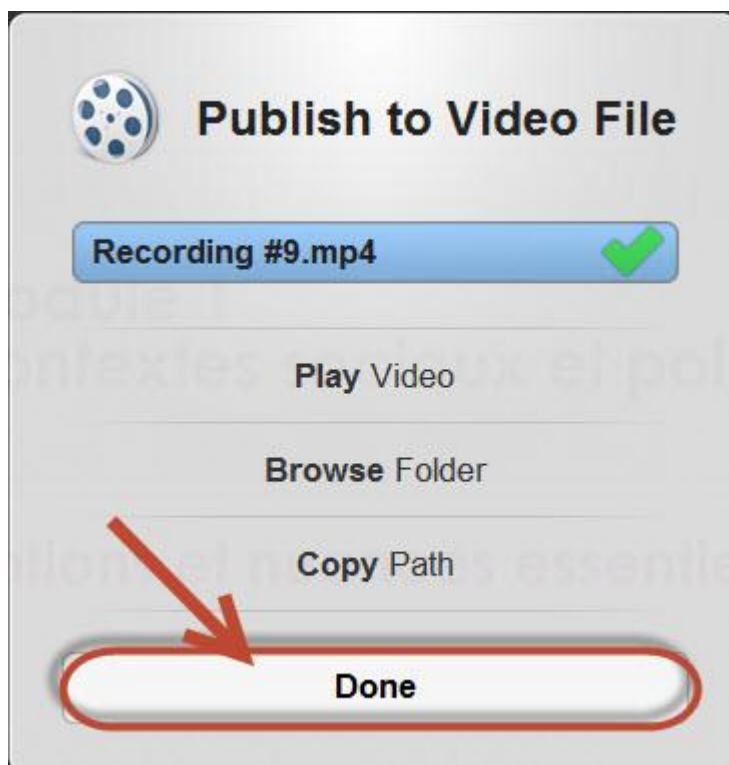 Publish to Video File
Recording #9.mp4
Play Video
Browse Folder
Copy Path
Done